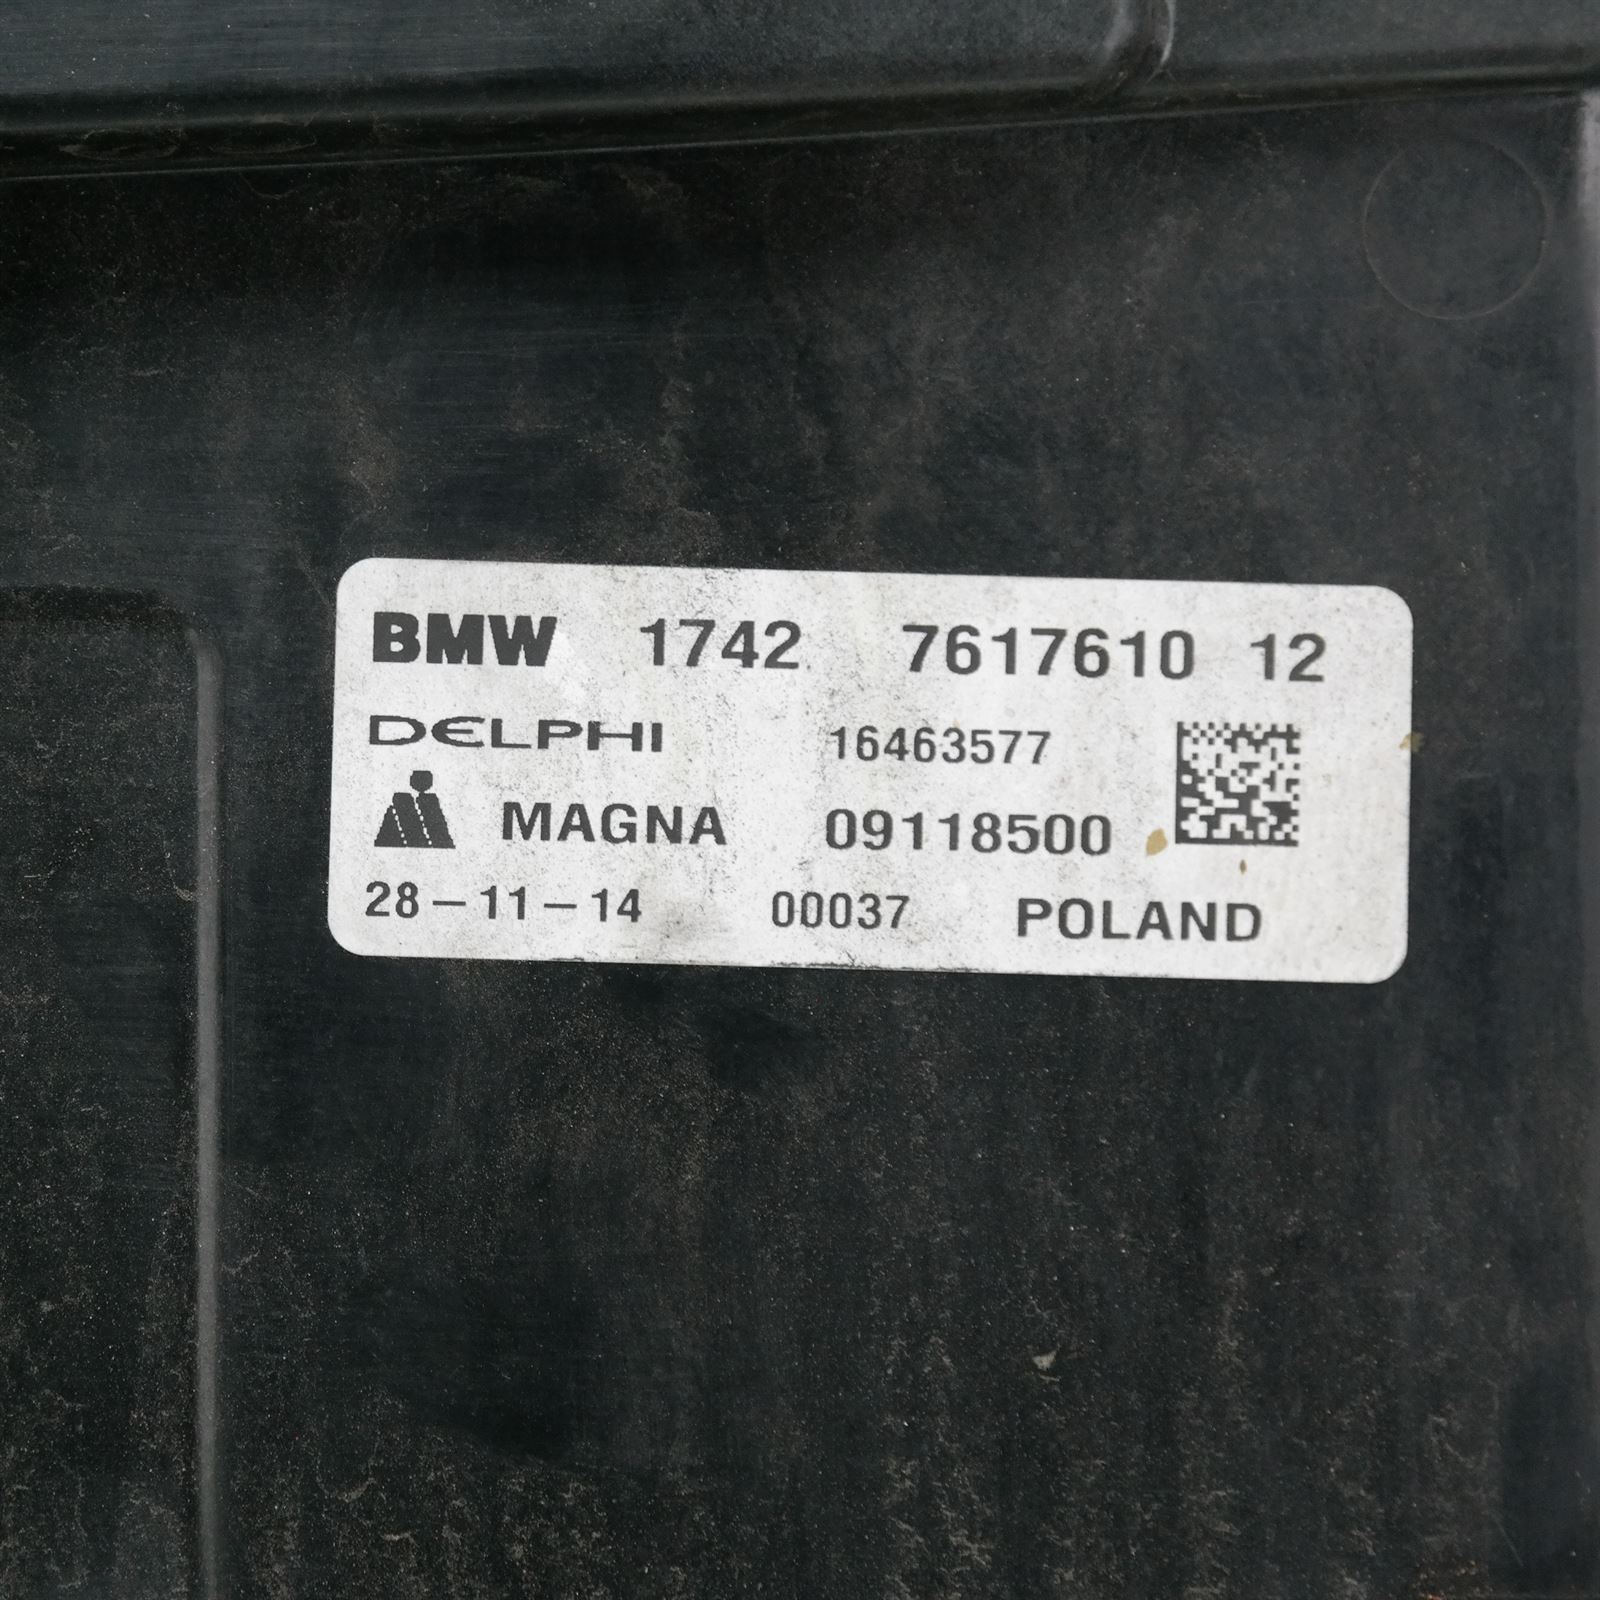 BMW 1742 7617610 12
DELPHI 16463577
MAGNA 09118500
28-11-14 00037 POLAND